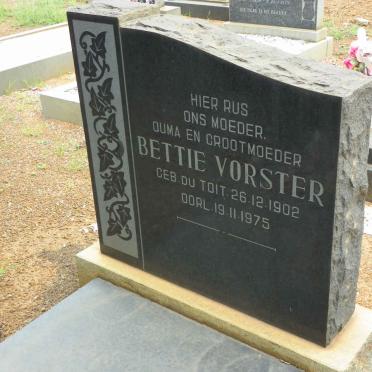 HIER RUS
ONS MOEDER,
OUMA EN GROOTMOEDER
BETTIE VORSTER
GEB. DU TOIT. 26.12.1902
OORL. 19.11.1975